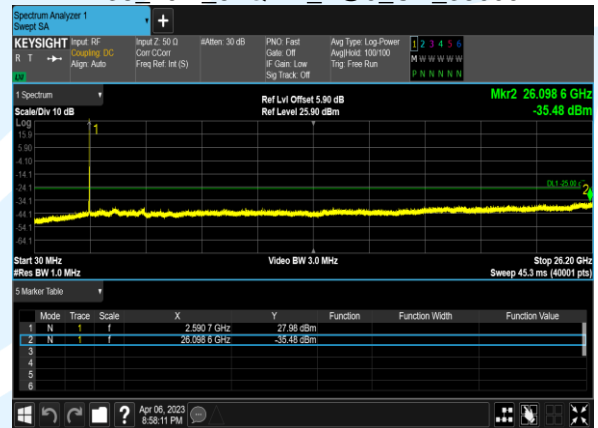 Spectrum Analyzer 1
Swept SA
+
KEYSIGHT Input: RF Input Z: 50 Ω #Atten: 30 dB PNO: Fast Avg Type: Log-Power 1 2 3 4 5 6
R T Coupling: DC Corr CCorr Gate: Off Avg|Hold: 100/100 M W W W W W
Align: Auto Freq Ref: Int (S) IF Gain: Low Trig: Free Run
Sig Track: Off P N N N N N
1 Spectrum Ref Lvl Offset 5.90 dB Mkr2 26.098 6 GHz
Scale/Div 10 dB Ref Level 25.90 dBm -35.48 dBm
Log
15.9
5.90
-4.10
-14.1
-24.1
-34.1
-44.1
-54.1
-64.1
1
2
Start 30 MHz Video BW 3.0 MHz Stop 26.20 GHz
#Res BW 1.0 MHz Sweep 45.3 ms (40001 pts)
5 Marker Table
Mode Trace Scale X Y Function Function Width Function Value
1 N 1 f 2.590 7 GHz 27.98 dBm
2 N 1 f 26.098 6 GHz -35.48 dBm
3
4
5
6
? Apr 06, 2023
8:58:11 PM